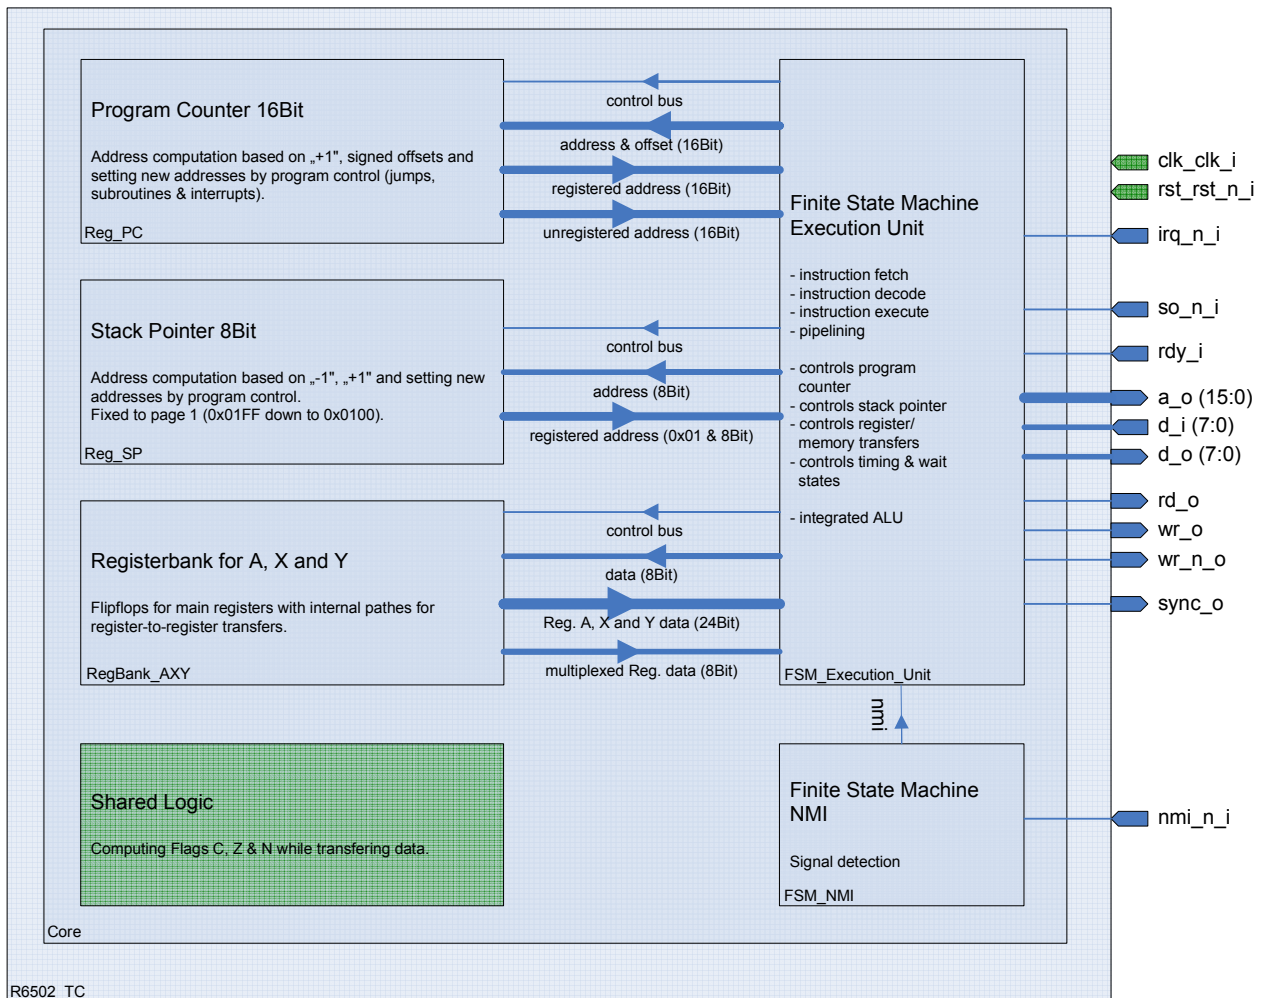 Program Counter 16Bit
Address computation based on „+1", signed offsets and
setting new addresses by program control (jumps,
subroutines & interrupts).
Reg_PC
control bus
address & offset (16Bit)
registered address (16Bit)
unregistered address (16Bit)
Stack Pointer 8Bit
Address computation based on „-1", „+1" and setting new
addresses by program control.
Fixed to page 1 (0x01FF down to 0x0100).
Reg_SP
control bus
address (8Bit)
registered address (0x01 & 8Bit)
Registerbank for A, X and Y
Flipflops for main registers with internal pathes for
register-to-register transfers.
RegBank_AXY
control bus
data (8Bit)
Reg. A, X and Y data (24Bit)
multiplexed Reg. data (8Bit)
Finite State Machine
Execution Unit
- instruction fetch
- instruction decode
- instruction execute
- pipelining
- controls program
counter
- controls stack pointer
- controls register/
memory transfers
- controls timing & wait
states
- integrated ALU
FSM_Execution_Unit
nmi
Shared Logic
Computing Flags C, Z & N while transfering data.
Finite State Machine
NMI
Signal detection
FSM_NMI
Core
R6502_TC
clk_clk_i
rst_rst_n_i
irq_n_i
so_n_i
rdy_i
a_o (15:0)
d_i (7:0)
d_o (7:0)
rd_o
wr_o
wr_n_o
sync_o
nmi_n_i